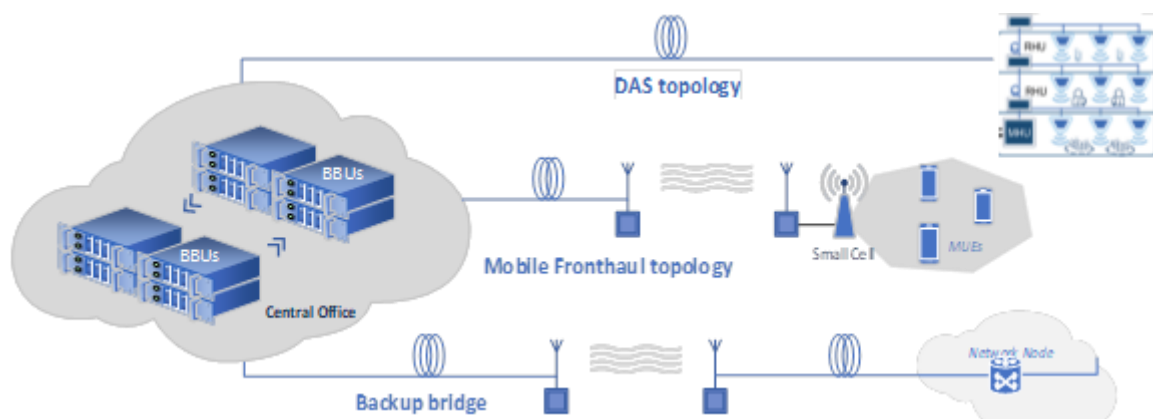 RHU
DAS topology
RHU
MHU
BBUs
BBUs
Small Cell
MUEs
Mobile Fronthaul topology
Central Office
Network Node
Backup bridge